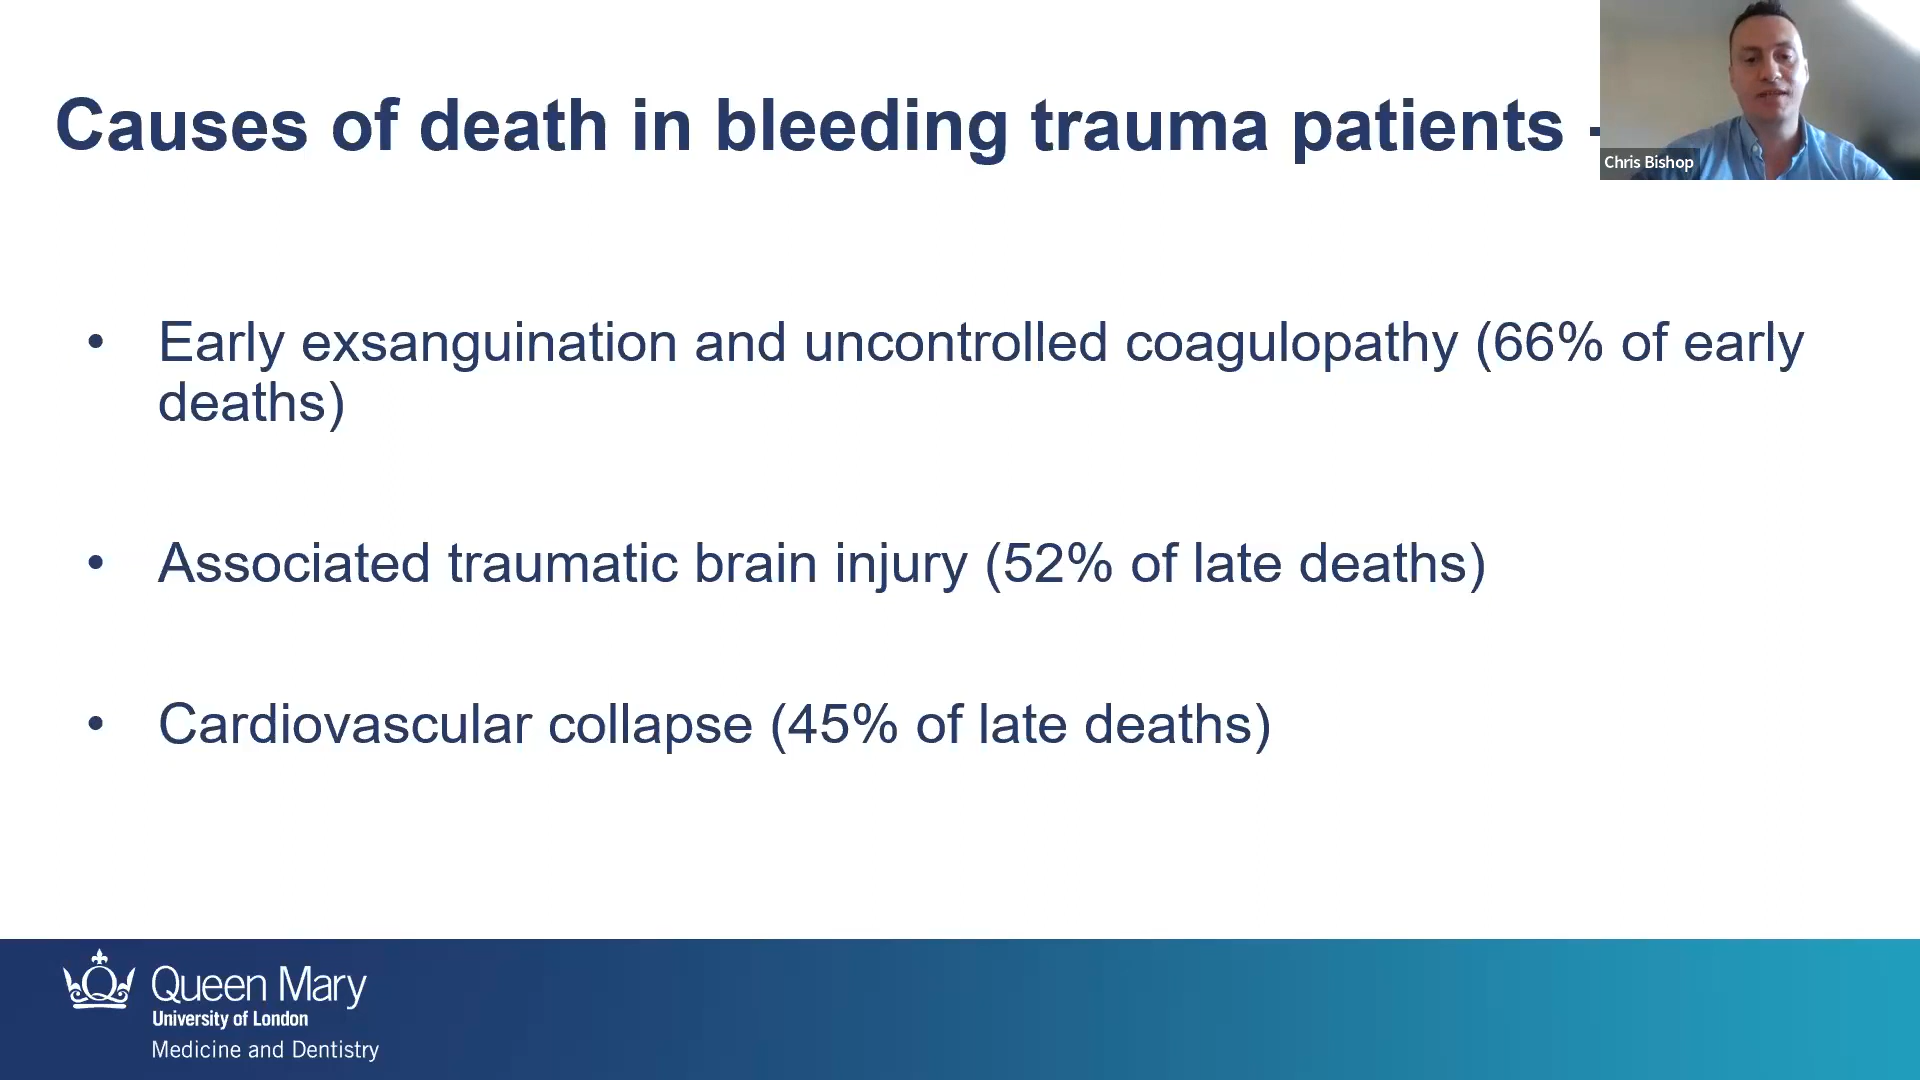 Causes of death in bleeding trauma patients -
Chris Bishop
• Early exsanguination and uncontrolled coagulopathy (66% of early
deaths)
• Associated traumatic brain injury (52% of late deaths)
• Cardiovascular collapse (45% of late deaths)
Queen Mary
University of London
Medicine and Dentistry